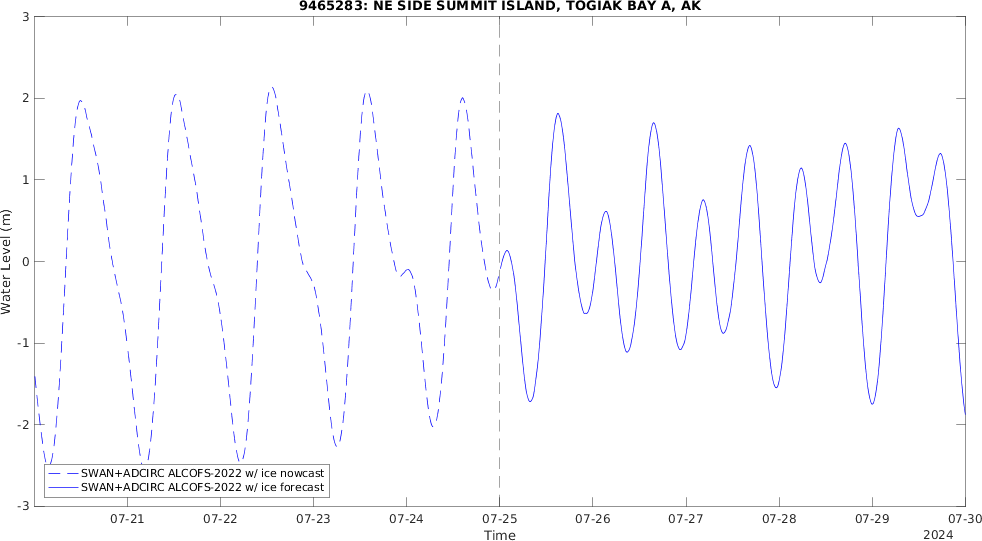 9465283: NE SIDE SUMMIT ISLAND, TOGIAK BAY A, AK
3
2
1
0
-1
-2
-3
Water Level (m)
SWAN+ADCIRC ALCOFS-2022 w/ ice nowcast
SWAN+ADCIRC ALCOFS-2022 w/ ice forecast
07-21 07-22 07-23 07-24 07-25 07-26 07-27 07-28 07-29 07-30
Time
2024